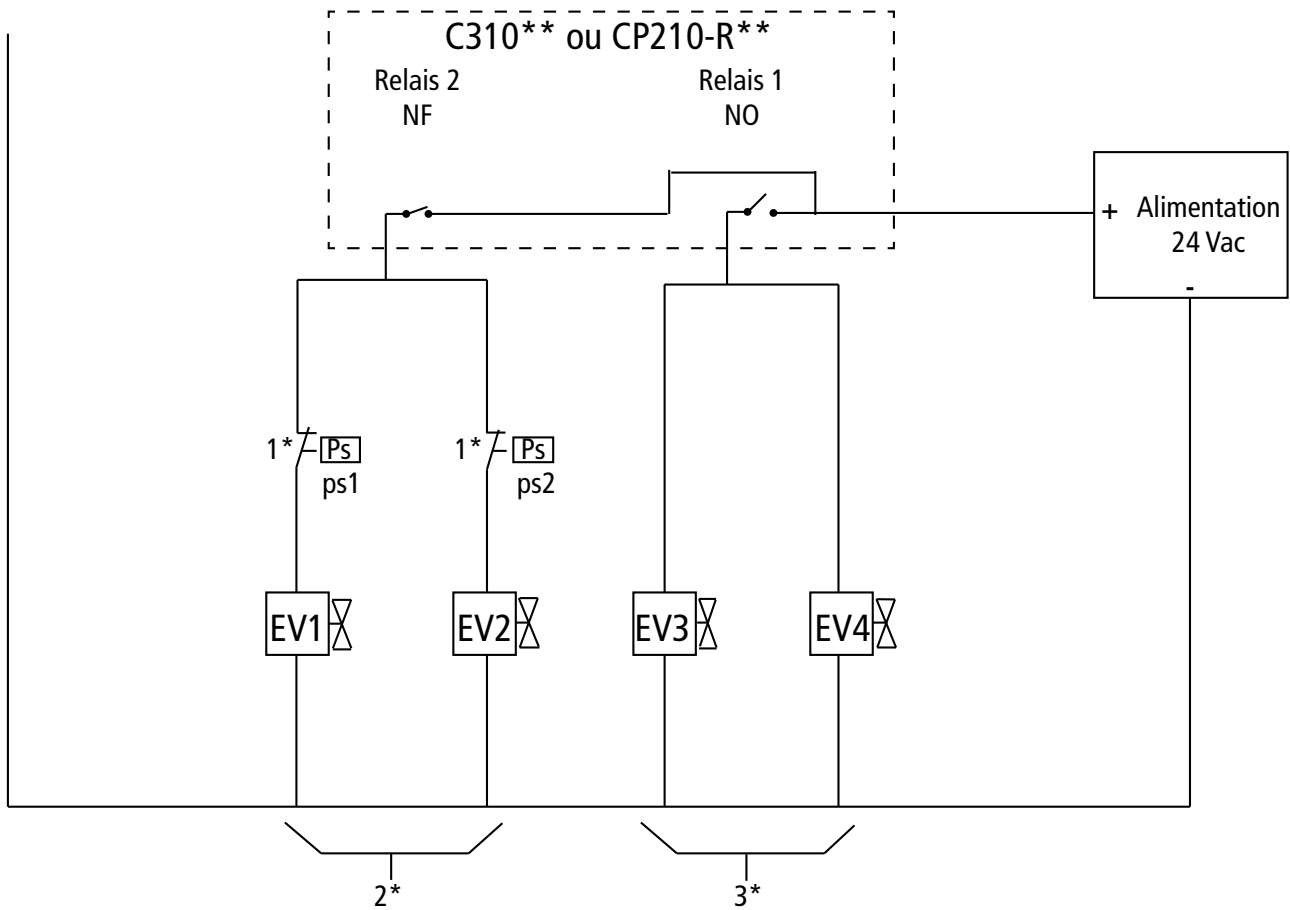 C310** ou CP210-R**
Relais 2
NF
Relais 1
NO
+ Alimentation
24 Vac
-
1* Ps
ps1
1* Ps
ps2
EV1
EV2
EV3
EV4
2*
3*